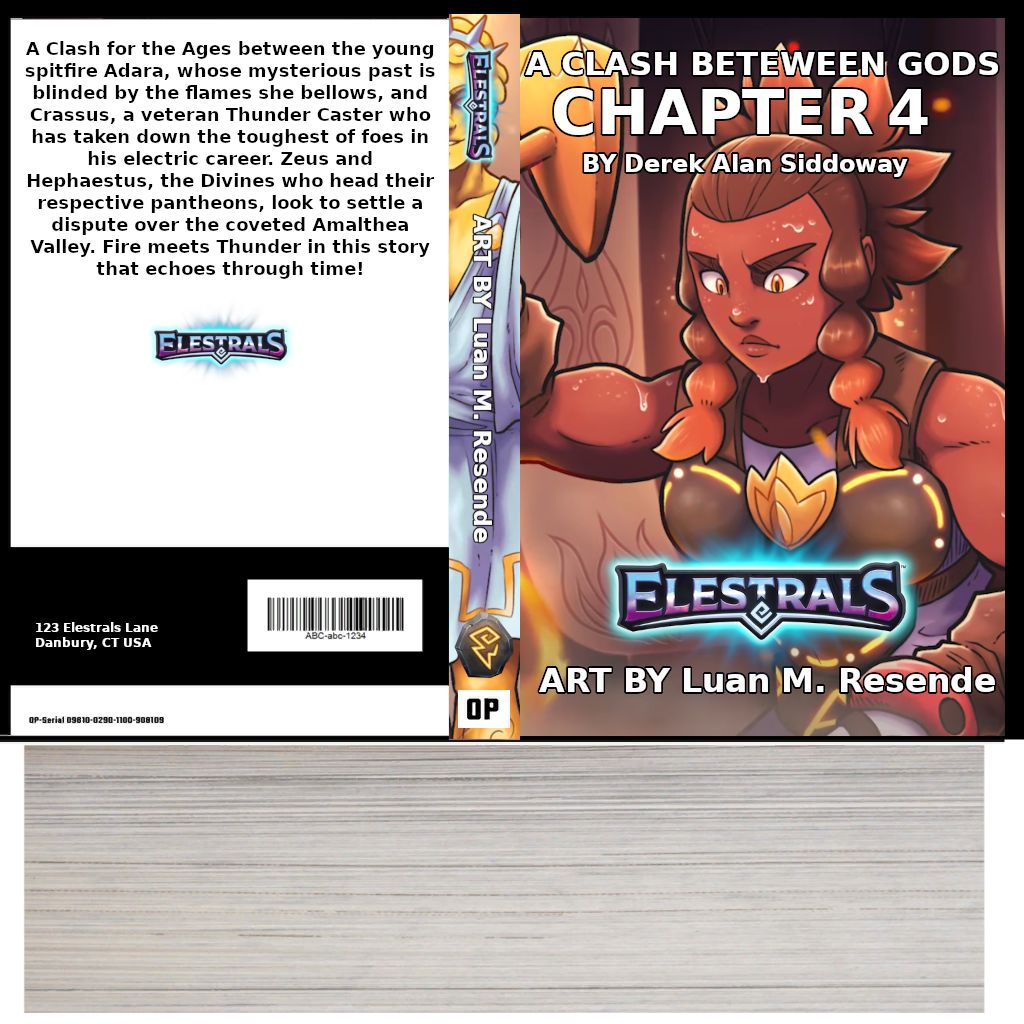 A Clash for the Ages between the young
spitfire Adara, whose mysterious past is
blinded by the flames she bellows, and
Crassus, a veteran Thunder Caster who
has taken down the toughest of foes in
his electric career. Zeus and
Hephaestus, the Divines who head their
respective pantheons, look to settle a
dispute over the coveted Amalthea
Valley. Fire meets Thunder in this story
that echoes through time!
ELESTRALS
123 Elestrals Lane
Danbury, CT USA
ABC-abc-1234
OP-Serial 09810-0290-1100-908109
ELESTRALS
ART BY Luan M. Resende
OP
A CLASH BETEWEEN GODS
CHAPTER 4
BY Derek Alan Siddoway
ELESTRALS™
ART BY Luan M. Resende